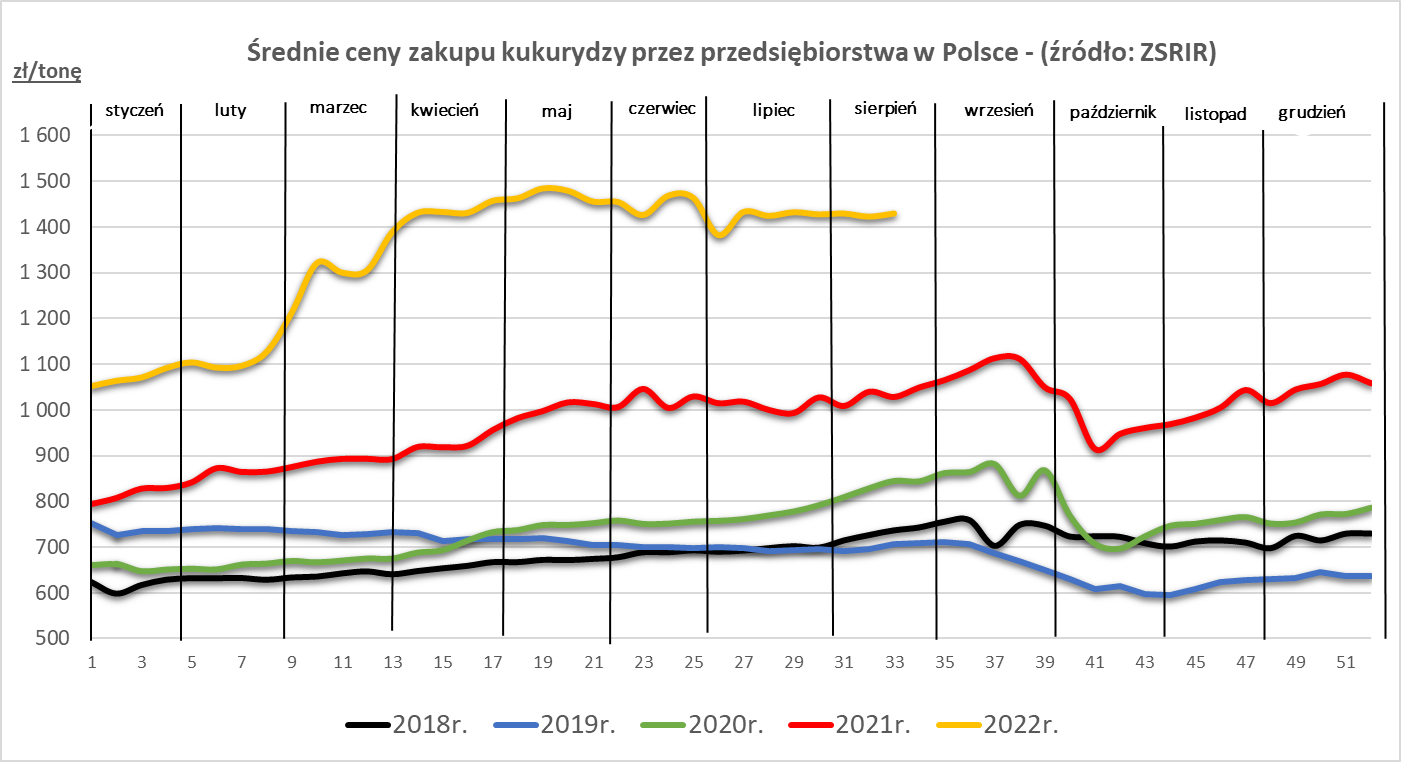 Średnie ceny zakupu kukurydzy przez przedsiębiorstwa w Polsce - (źródło: ZSRIR)
zł/tonę
styczeń luty marzec kwiecień maj czerwiec lipiec sierpień wrzesień październik listopad grudzień
1 600
1 500
1 400
1 300
1 200
1 100
1 000
900
800
700
600
500
1 3 5 7 9 11 13 15 17 19 21 23 25 27 29 31 33 35 37 39 41 43 45 47 49 51
2018r. 2019r. 2020r. 2021r. 2022r.